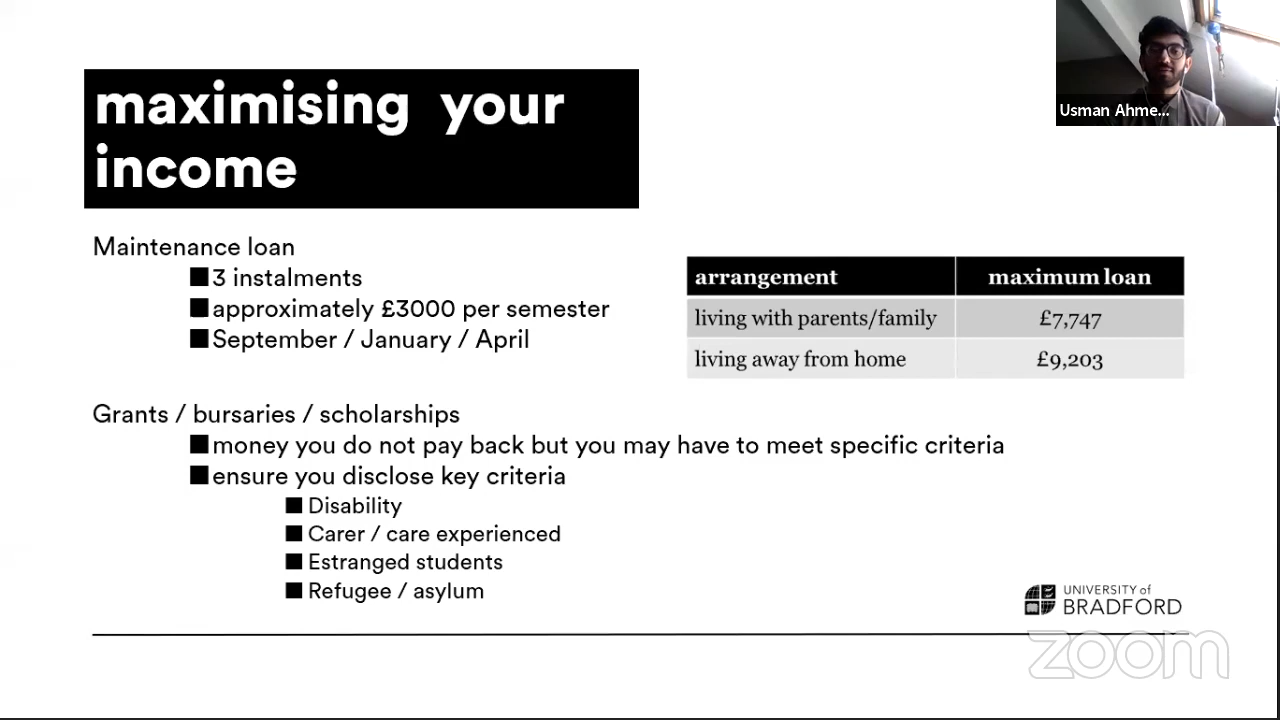 maximising your
income
Usman Ahme...
Maintenance loan
■3 instalments
■approximately £3000 per semester
■September / January / April
arrangement maximum loan
living with parents/family £7,747
living away from home £9,203
Grants / bursaries / scholarships
■money you do not pay back but you may have to meet specific criteria
■ensure you disclose key criteria
■ Disability
■ Carer / care experienced
■ Estranged students
■ Refugee / asylum
UNIVERSITY of
BRADFORD
zoom